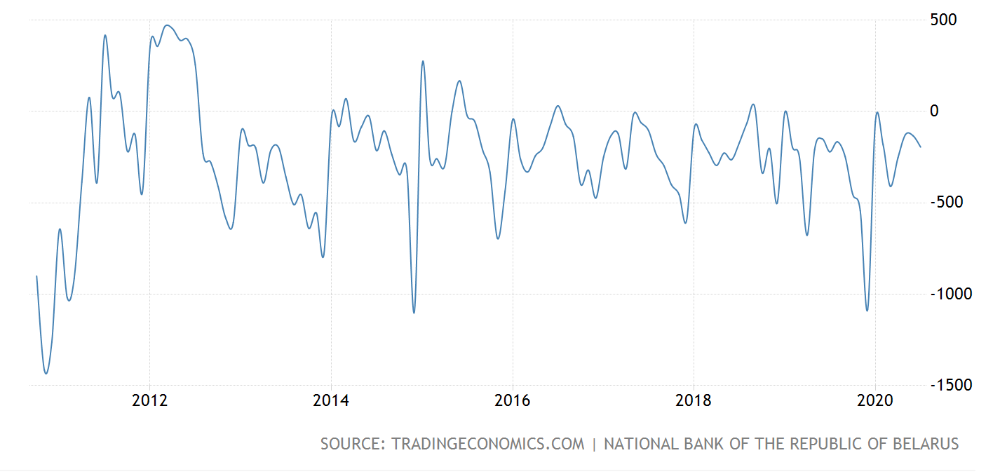 500
0
-500
-1000
-1500
2012 2014 2016 2018 2020
SOURCE: TRADINGECONOMICS.COM | NATIONAL BANK OF THE REPUBLIC OF BELARUS